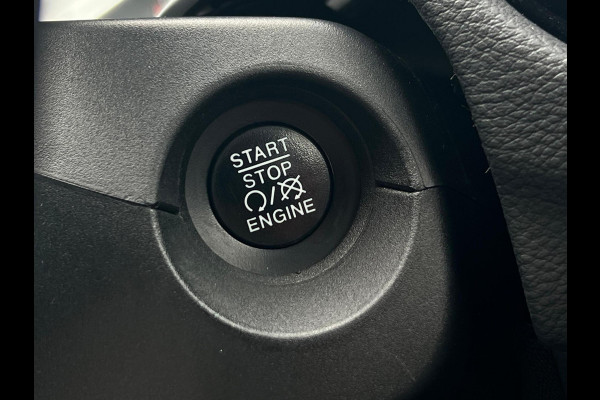 START
STOP
/
ENGINE